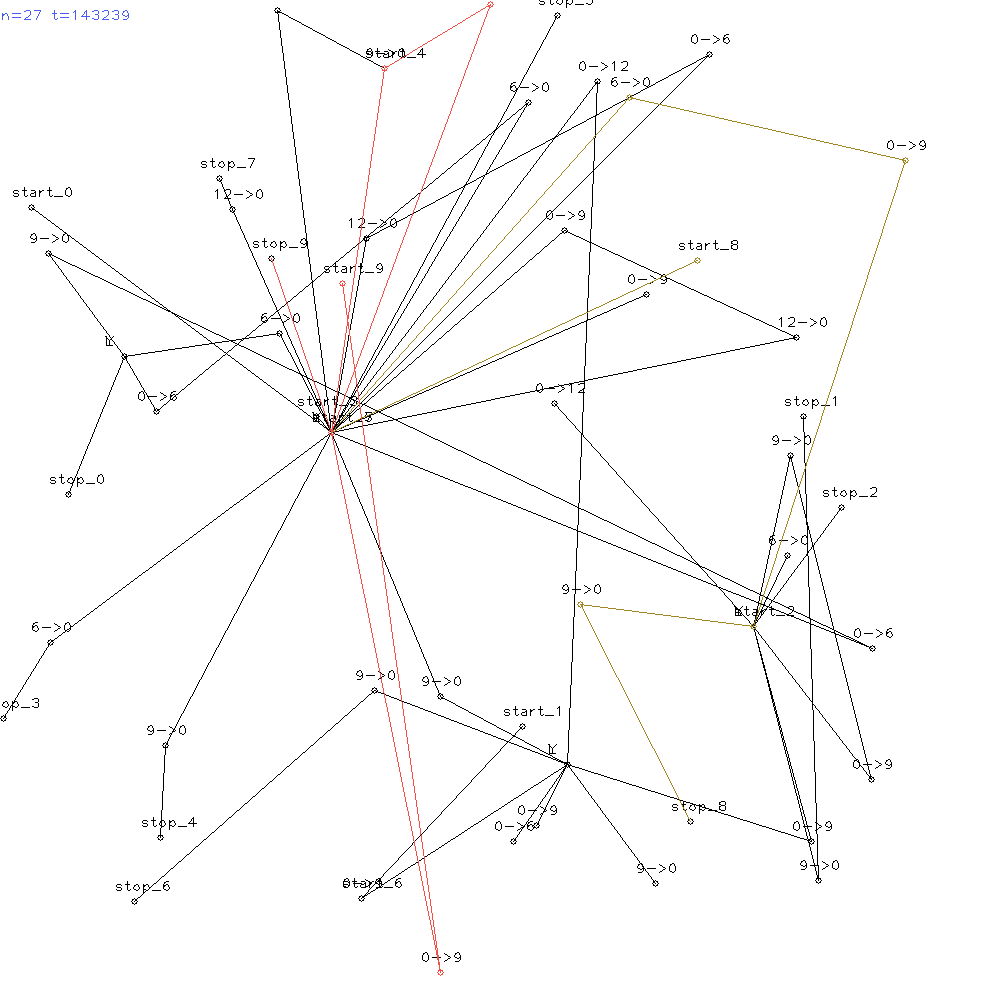 n=27 t=143239
stop_5
0->6
start_4
0->12
6->0
6->0
0->9
stop_7
start_0
12->0
0->9
12->0
9->0
stop_9
start_8
start_9
0->9
6->0
12->0
R
0->12
0->6
start_5
stop_1
9->0
stop_0
stop_2
6->0
9->0
start_2
6->0
0->6
9->0
9->0
op_3
start_1
9->0
R
0->9
stop_8
0->9
stop_4
0->6
0->9
9->0
9->0
start_6
stop_6
0->9